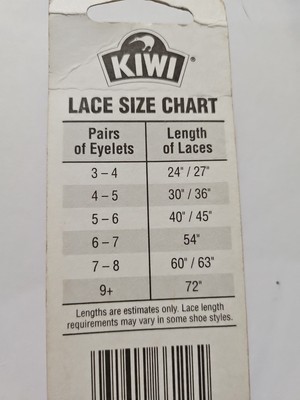 KIWI
LACE SIZE CHART
Pairs of Eyelets
Length of Laces
3 – 4 24" / 27"
4 – 5 30" / 36"
5 – 6 40" / 45"
6 – 7 54"
7 – 8 60" / 63"
9+ 72"
Lengths are estimates only. Lace length
requirements may vary in some shoe styles.